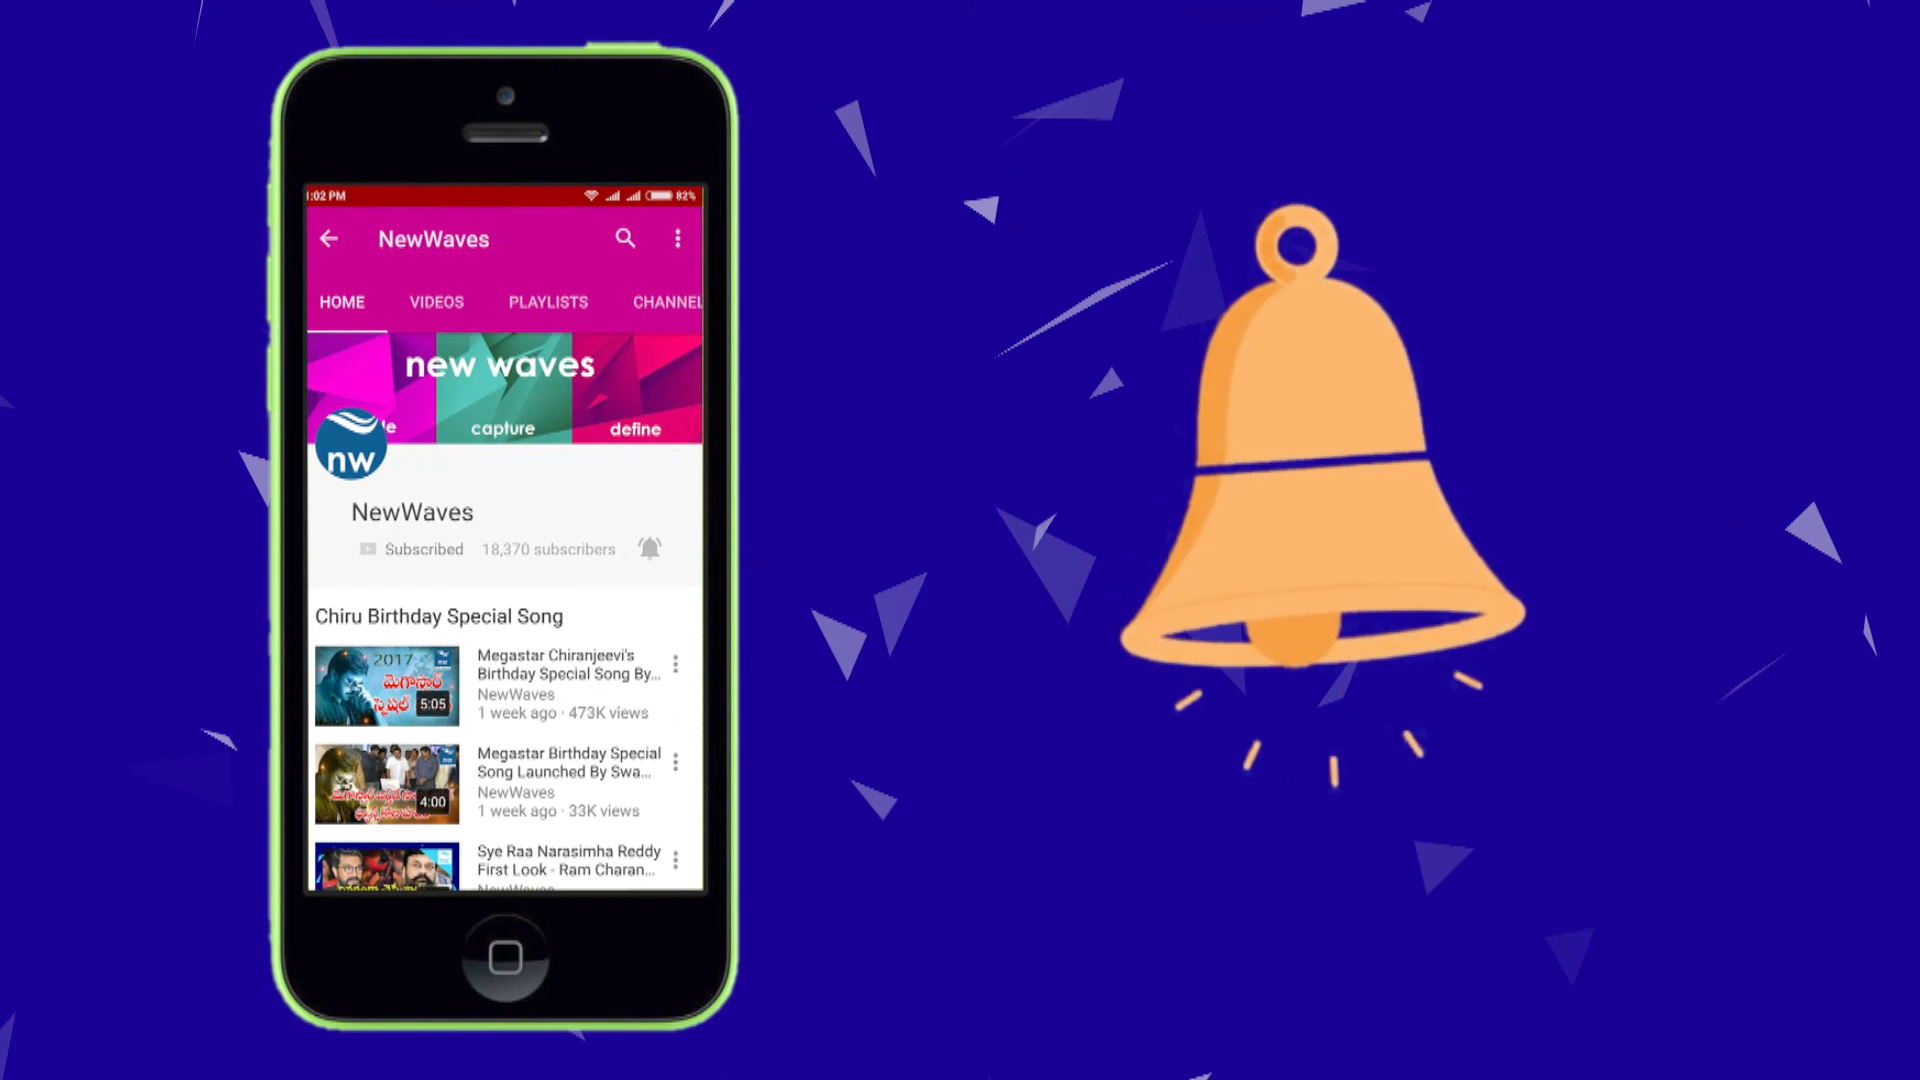 1:02 PM
82%
NewWaves
HOME VIDEOS PLAYLISTS CHANNEL
new waves
capture define
nw
NewWaves
Subscribed 18,370 subscribers
Chiru Birthday Special Song
2017
మెగాస్టార్
స్పెషల్
5:05
Megastar Chiranjeevi's
Birthday Special Song By...
NewWaves
1 week ago · 473K views
4:00
Megastar Birthday Special
Song Launched By Swa...
NewWaves
1 week ago · 33K views
Sye Raa Narasimha Reddy
First Look - Ram Charan...
NewWaves